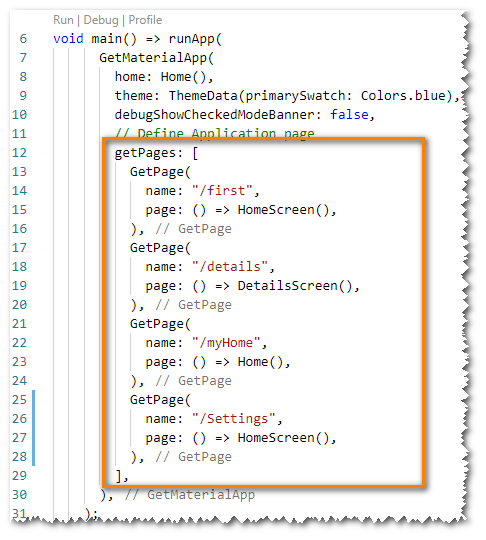 Run | Debug | Profile
6 void main() => runApp(
7 GetMaterialApp(
8 home: Home(),
9 theme: ThemeData(primarySwatch: Colors.blue),
10 debugShowCheckedModeBanner: false,
11 // Define Application page
12 getPages: [
13 GetPage(
14 name: "/first",
15 page: () => HomeScreen(),
16 ), // GetPage
17 GetPage(
18 name: "/details",
19 page: () => DetailsScreen(),
20 ), // GetPage
21 GetPage(
22 name: "/myHome",
23 page: () => Home(),
24 ), // GetPage
25 GetPage(
26 name: "/Settings",
27 page: () => HomeScreen(),
28 ), // GetPage
29 ],
30 ), // GetMaterialApp
31 );